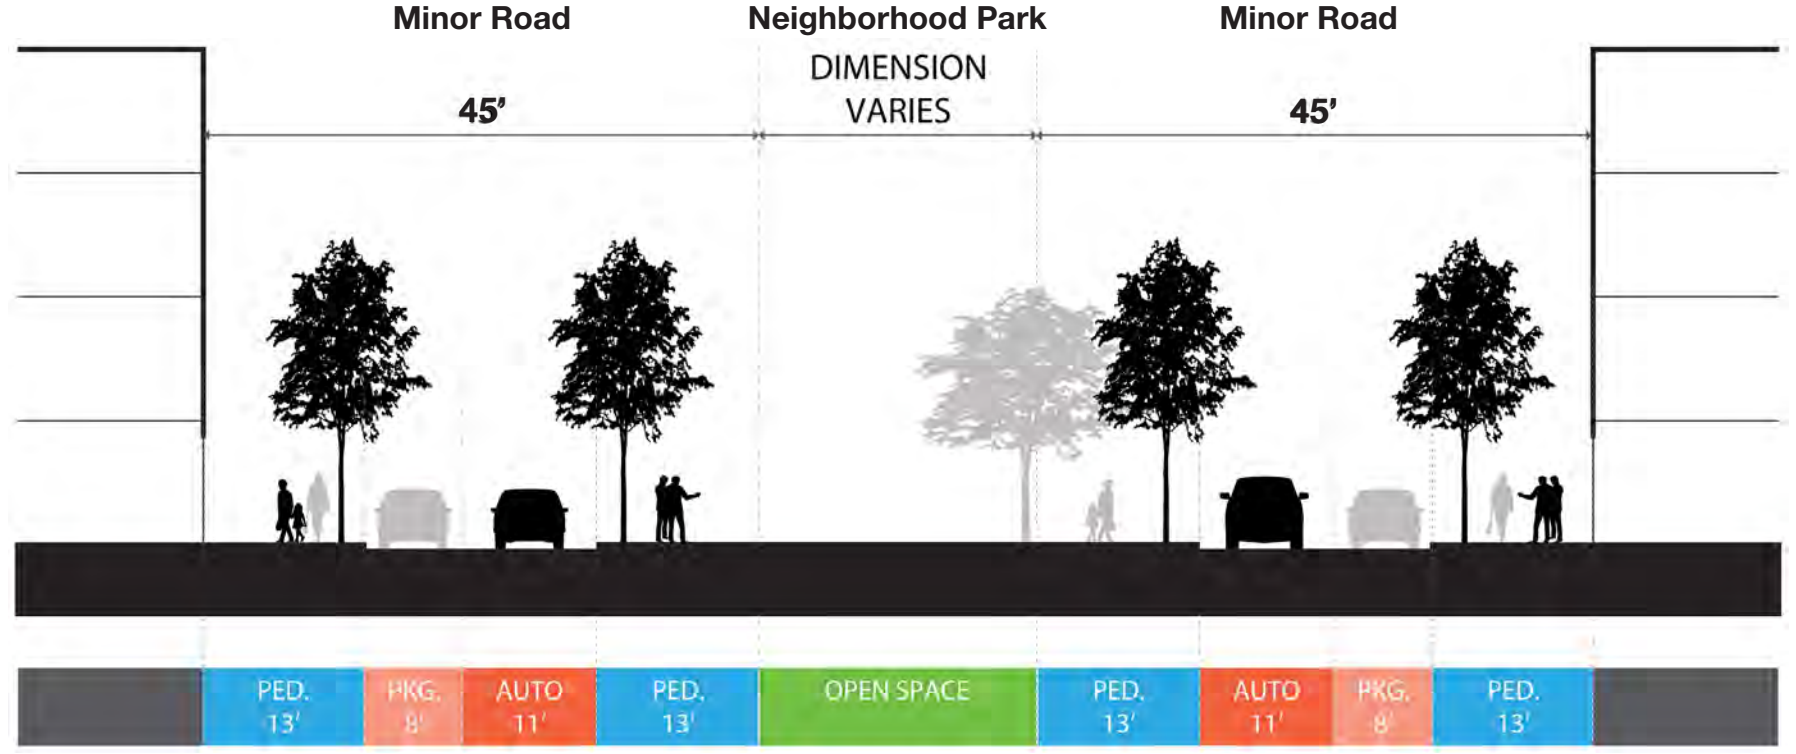 Minor Road
Neighborhood Park
Minor Road
DIMENSION
VARIES
45'
45'
PED.
13'
PKG.
8'
AUTO
11'
PED.
13'
OPEN SPACE
PED.
13'
AUTO
11'
PKG.
8'
PED.
13'